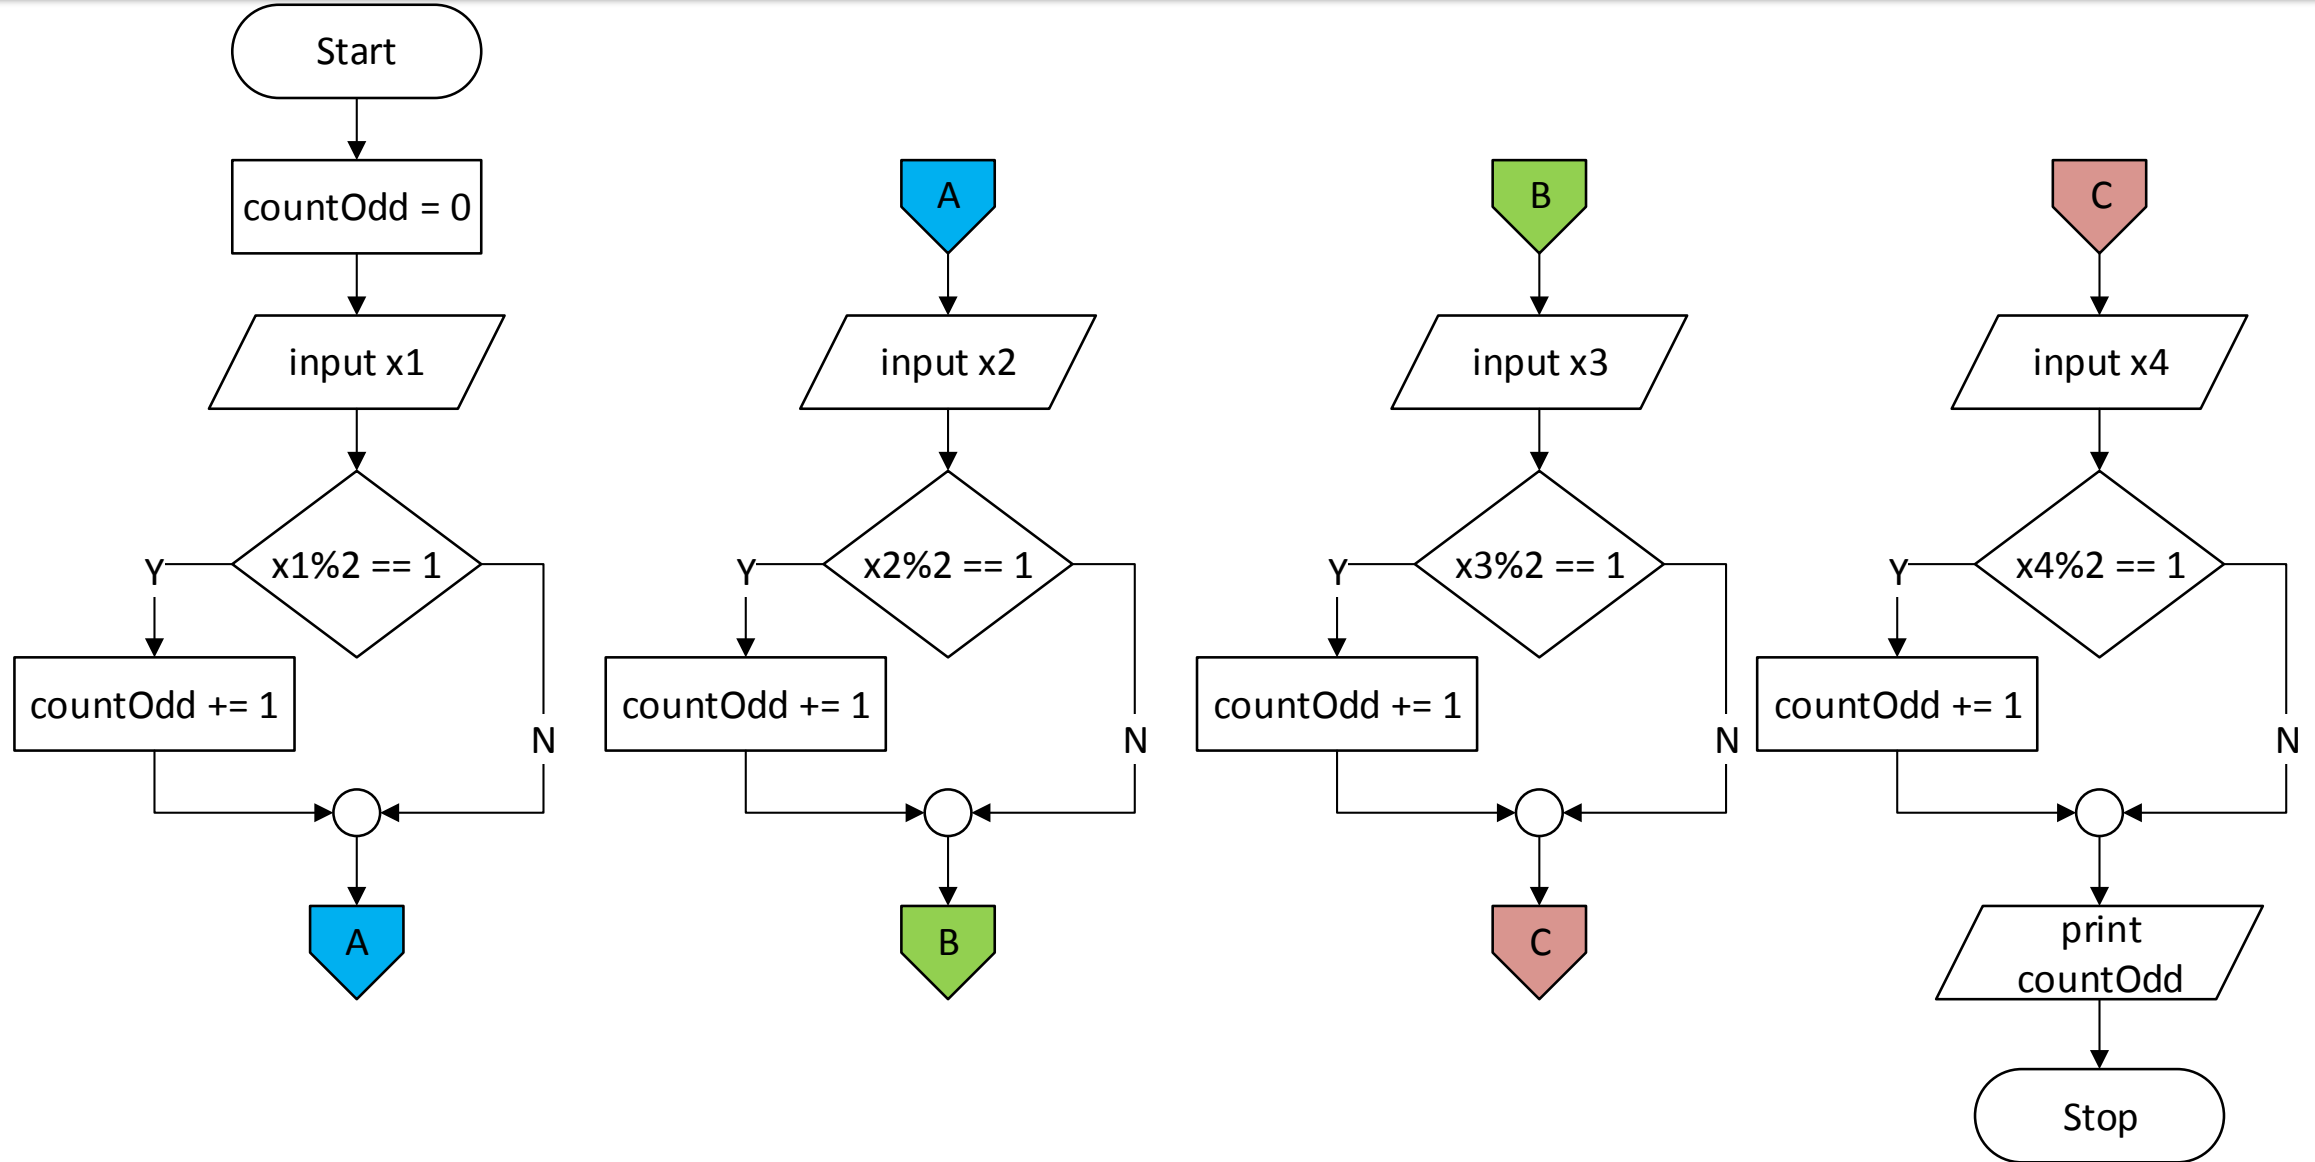 Start
countOdd = 0
input x1
x1%2 == 1
Y
countOdd += 1
N
A
A
input x2
x2%2 == 1
Y
countOdd += 1
N
B
B
input x3
x3%2 == 1
Y
countOdd += 1
N
C
C
input x4
x4%2 == 1
Y
countOdd += 1
N
print
countOdd
Stop